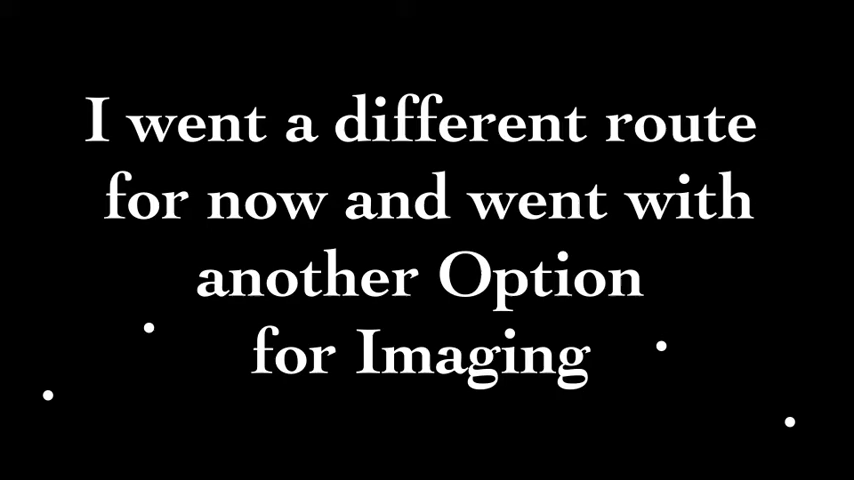 I went a different route
for now and went with
another Option
for Imaging